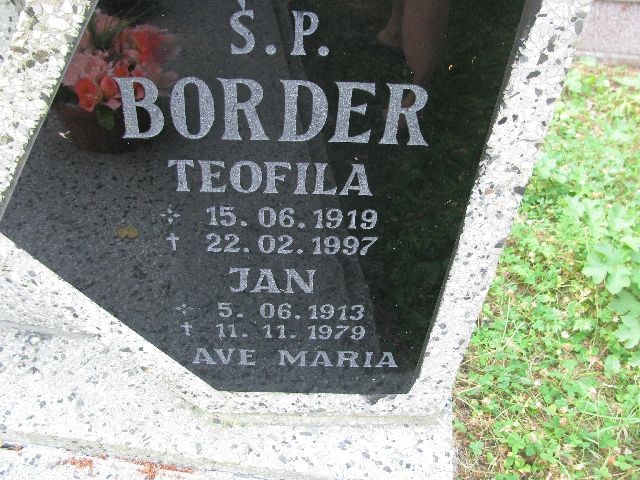 Ś.P.
BORDER
TEOFILA
15.06.1919
† 22.02.1997
JAN
5.06.1913
† 11.11.1979
AVE MARIA